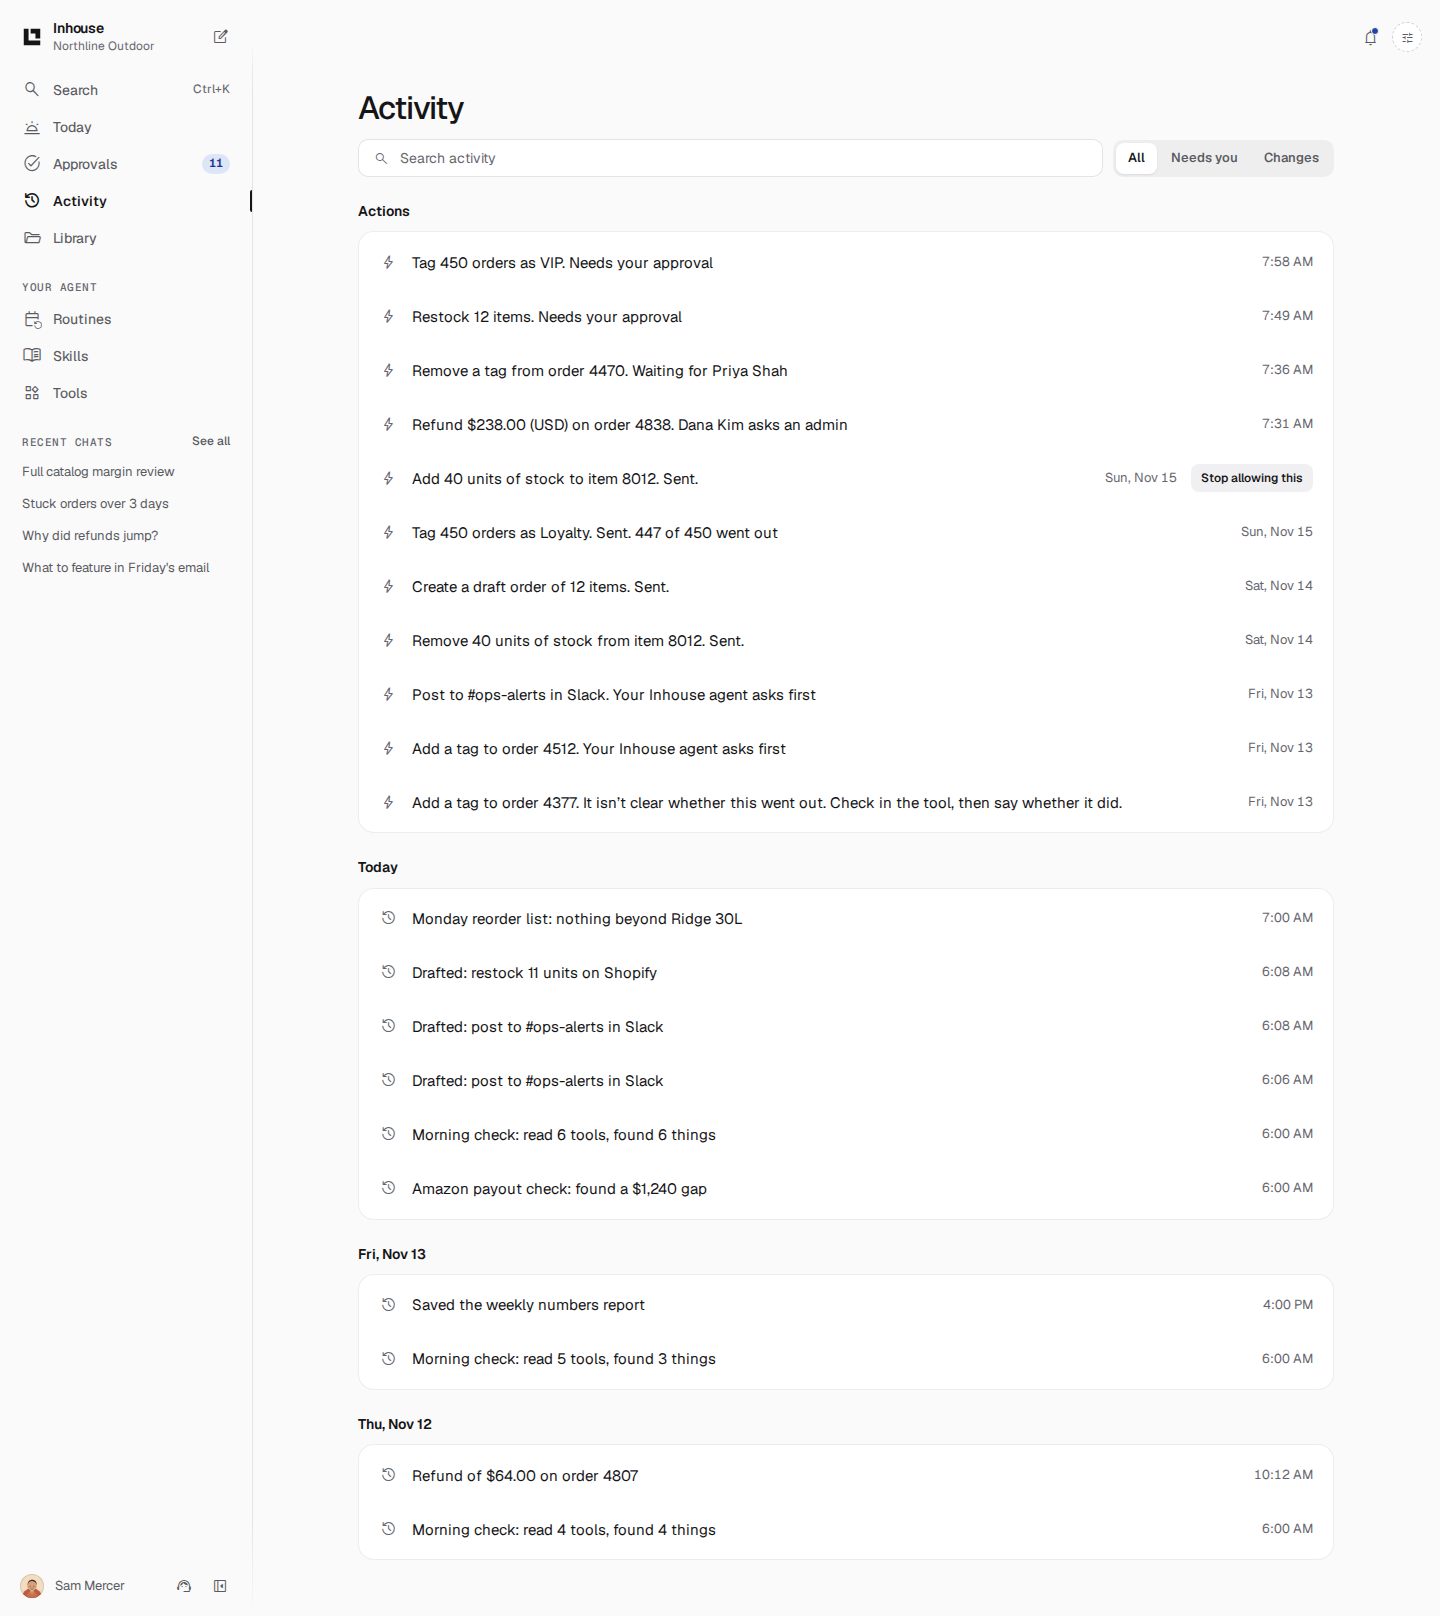 Inhouse
Northline Outdoor
Search Ctrl+K
Today
Approvals 11
Activity
Library
YOUR AGENT
Routines
Skills
Tools
RECENT CHATS See all
Full catalog margin review
Stuck orders over 3 days
Why did refunds jump?
What to feature in Friday's email
Sam Mercer
Activity
Search activity
All Needs you Changes
Actions
Tag 450 orders as VIP. Needs your approval 7:58 AM
Restock 12 items. Needs your approval 7:49 AM
Remove a tag from order 4470. Waiting for Priya Shah 7:36 AM
Refund $238.00 (USD) on order 4838. Dana Kim asks an admin 7:31 AM
Add 40 units of stock to item 8012. Sent. Sun, Nov 15 Stop allowing this
Tag 450 orders as Loyalty. Sent. 447 of 450 went out Sun, Nov 15
Create a draft order of 12 items. Sent. Sat, Nov 14
Remove 40 units of stock from item 8012. Sent. Sat, Nov 14
Post to #ops-alerts in Slack. Your Inhouse agent asks first Fri, Nov 13
Add a tag to order 4512. Your Inhouse agent asks first Fri, Nov 13
Add a tag to order 4377. It isn’t clear whether this went out. Check in the tool, then say whether it did. Fri, Nov 13
Today
Monday reorder list: nothing beyond Ridge 30L 7:00 AM
Drafted: restock 11 units on Shopify 6:08 AM
Drafted: post to #ops-alerts in Slack 6:08 AM
Drafted: post to #ops-alerts in Slack 6:06 AM
Morning check: read 6 tools, found 6 things 6:00 AM
Amazon payout check: found a $1,240 gap 6:00 AM
Fri, Nov 13
Saved the weekly numbers report 4:00 PM
Morning check: read 5 tools, found 3 things 6:00 AM
Thu, Nov 12
Refund of $64.00 on order 4807 10:12 AM
Morning check: read 4 tools, found 4 things 6:00 AM